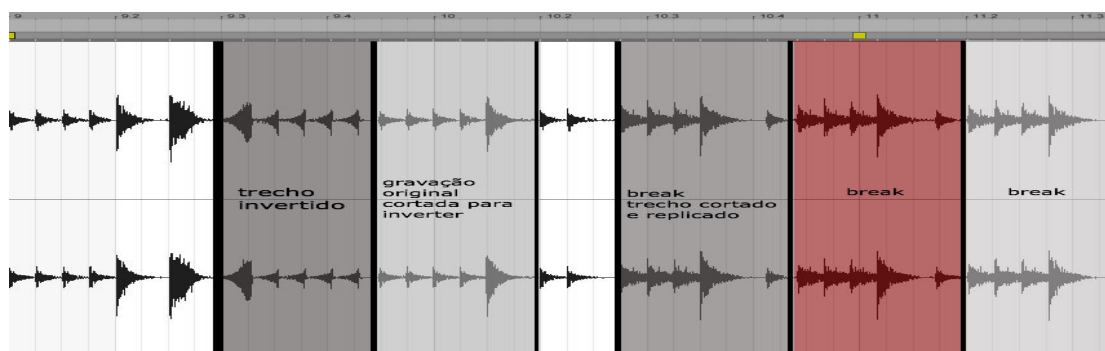 9 9.2 9.3 9.4 10 10.2 10.3 10.4 11 11.2 11.3
trecho
invertido
gravação
original
cortada para
inverter
break
trecho cortado
e replicado
break
break